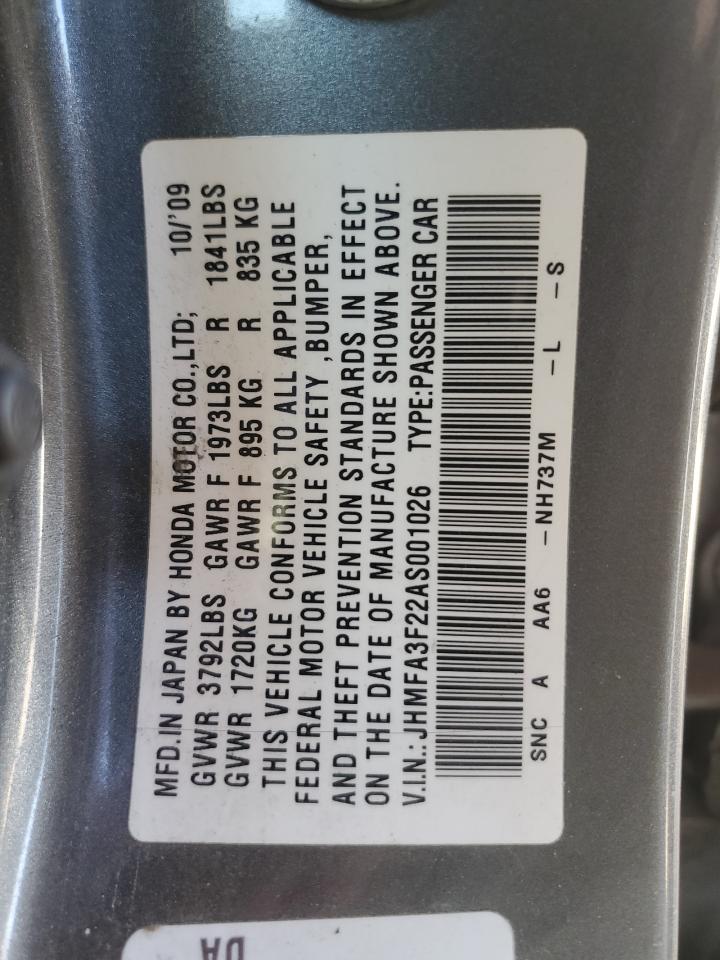 MFD.IN JAPAN BY HONDA MOTOR CO.,LTD; 10/'09
GVWR 3792LBS GAWR F 1973LBS R 1841LBS
GVWR 1720KG GAWR F 895 KG R 835 KG
THIS VEHICLE CONFORMS TO ALL APPLICABLE
FEDERAL MOTOR VEHICLE SAFETY ,BUMPER,
AND THEFT PREVENTION STANDARDS IN EFFECT
ON THE DATE OF MANUFACTURE SHOWN ABOVE.
V.I.N.: JHMFA3F22AS001026 TYPE:PASSENGER CAR
SNC A AA6 -NH737M -L -S